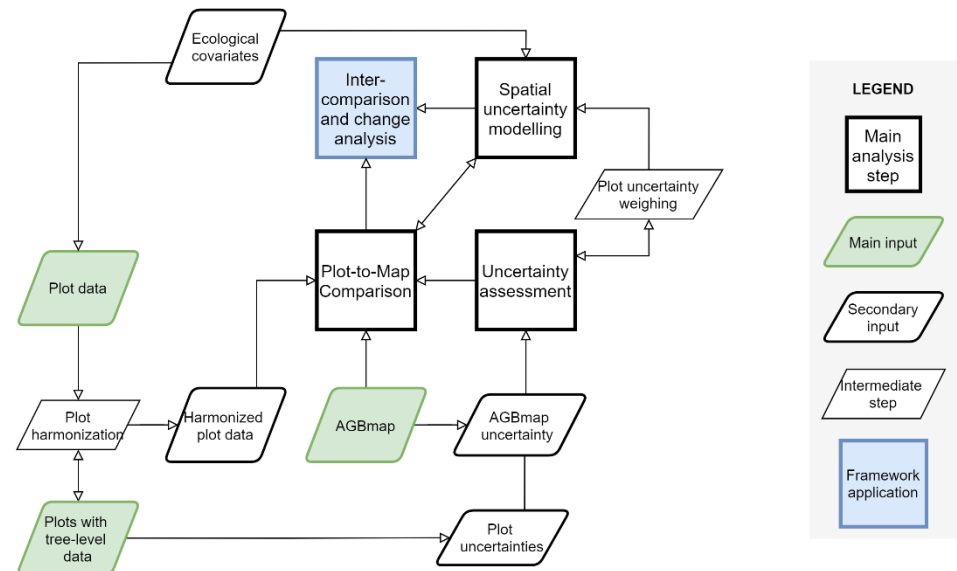 Ecological
covariates
Inter-
comparison
and change
analysis
Spatial
uncertainty
modelling
Plot uncertainty
weighing
Plot data
Plot-to-Map
Comparison
Uncertainty
assessment
Plot
harmonization
Harmonized
plot data
AGBmap
AGBmap
uncertainty
Plots with
tree-level
data
Plot
uncertainties
LEGEND
Main
analysis
step
Main input
Secondary
input
Intermediate
step
Framework
application